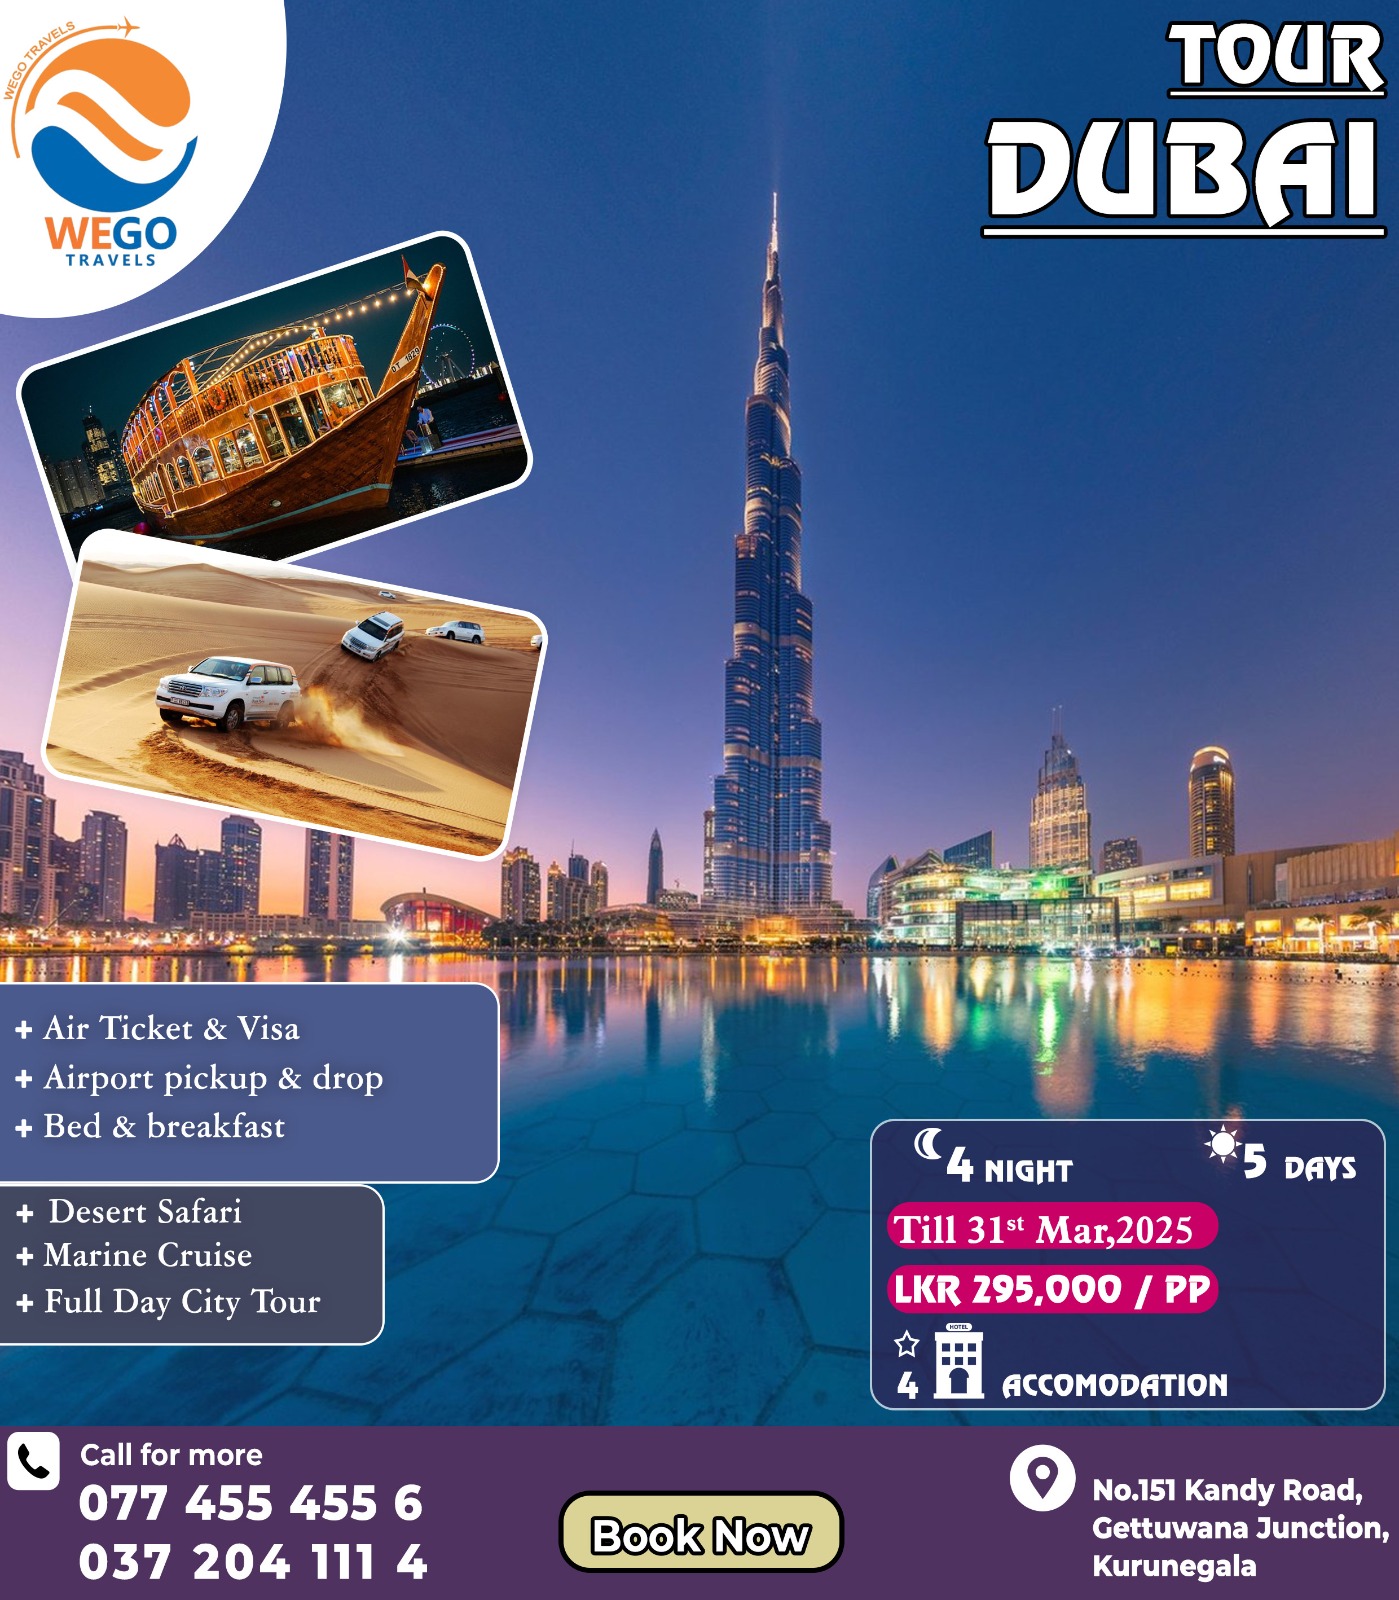 WEGO TRAVELS
WEGO
TRAVELS
TOUR
DUBAI
DT 1829
+ Air Ticket & Visa
+ Airport pickup & drop
+ Bed & breakfast
+ Desert Safari
+ Marine Cruise
+ Full Day City Tour
4 NIGHT
5 DAYS
Till 31st Mar,2025
LKR 295,000 / PP
HOTEL
4 ACCOMODATION
Call for more
077 455 455 6
037 204 111 4
Book Now
No.151 Kandy Road,
Gettuwana Junction,
Kurunegala